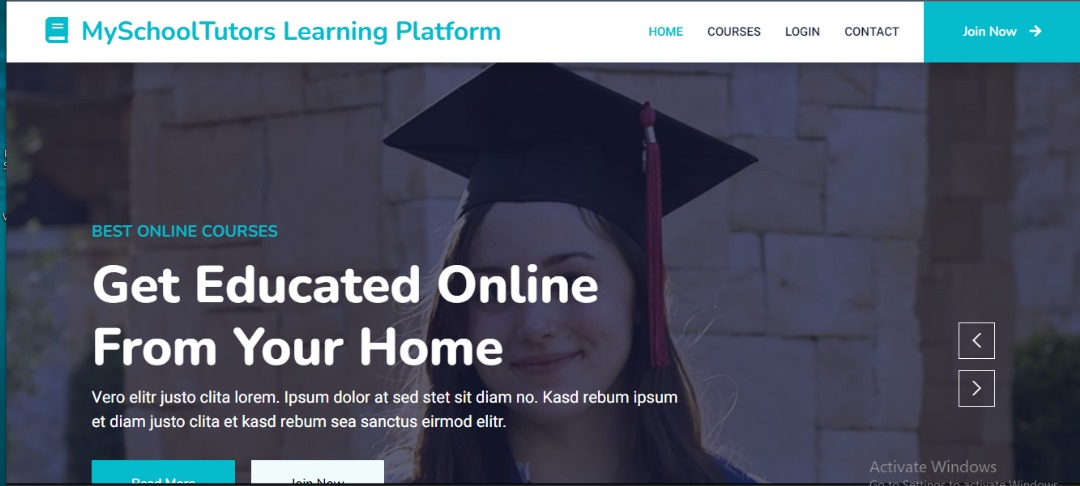 MySchoolTutors Learning Platform
HOME COURSES LOGIN CONTACT Join Now
BEST ONLINE COURSES
Get Educated Online
From Your Home
Vero elitr justo clita lorem. Ipsum dolor at sed stet sit diam no. Kasd rebum ipsum
et diam justo clita et kasd rebum sea sanctus eirmod elitr.
Read More Join Now
Activate Windows
Go to Settings to activate Windows.